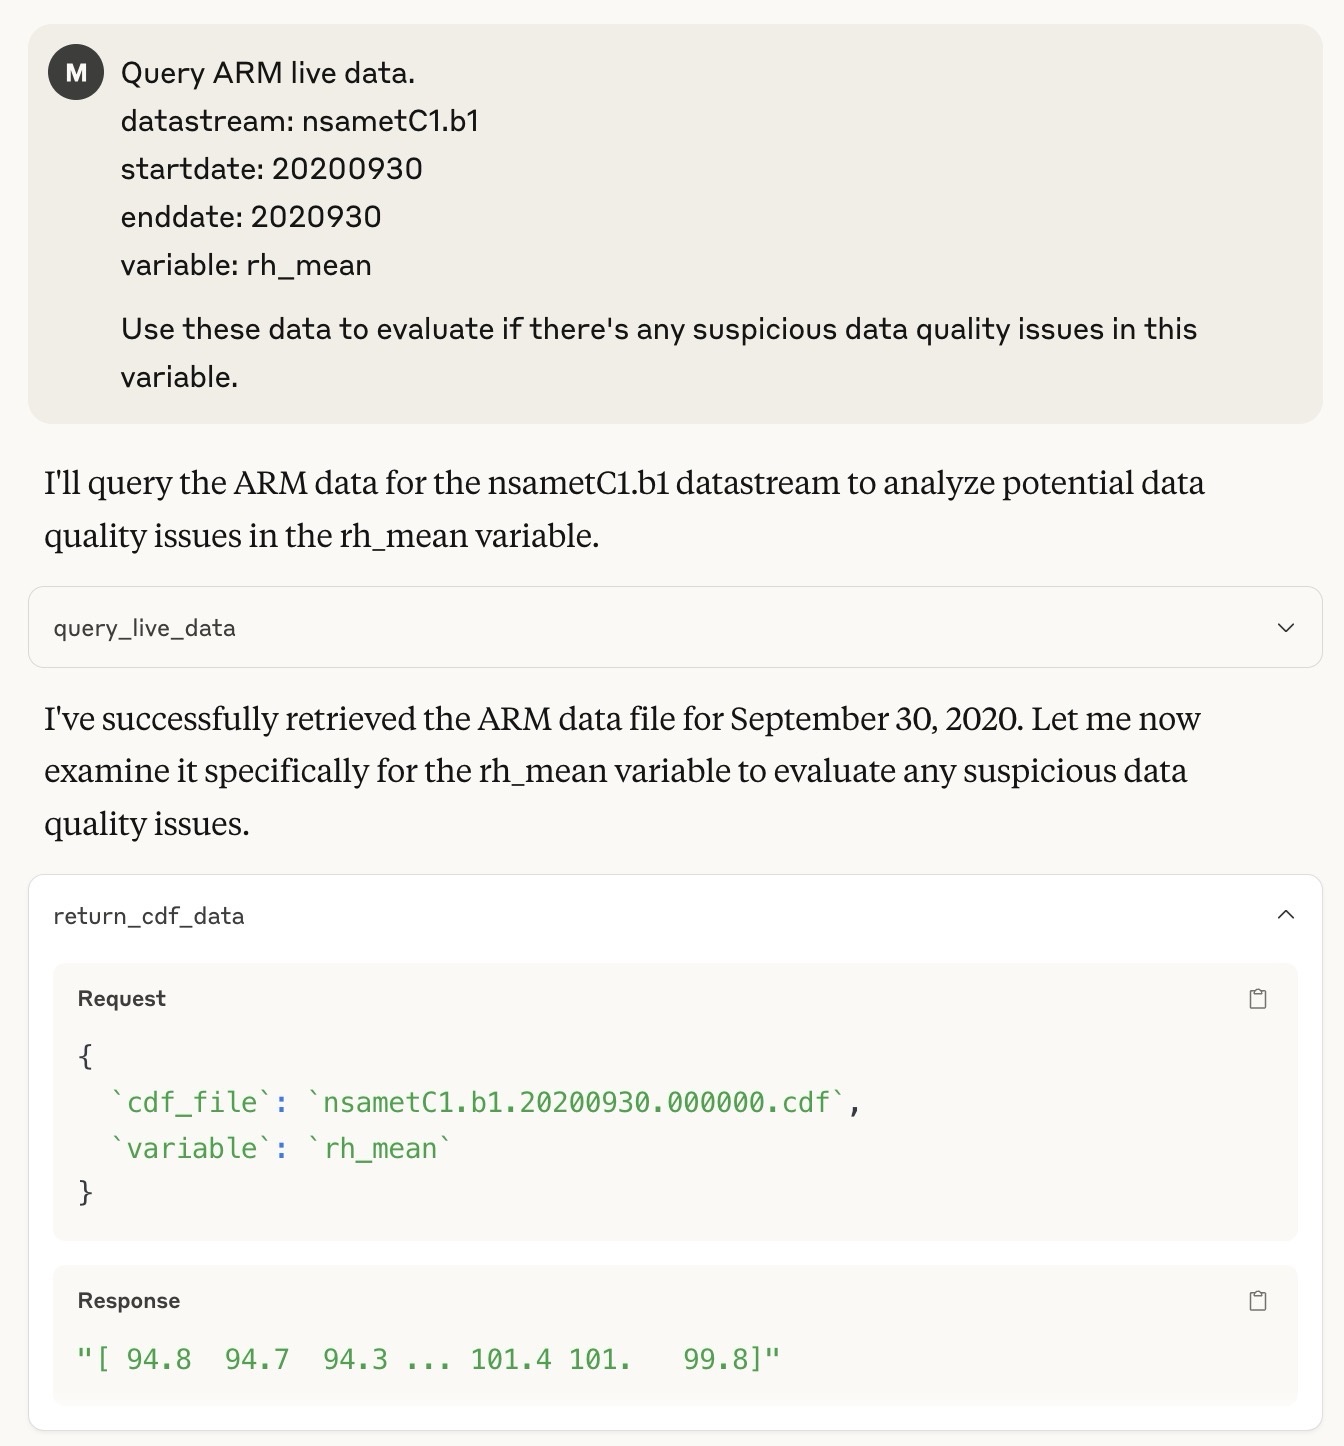 M
Query ARM live data.
datastream: nsametC1.b1
startdate: 20200930
enddate: 2020930
variable: rh_mean
Use these data to evaluate if there's any suspicious data quality issues in this
variable.
I'll query the ARM data for the nsametC1.b1 datastream to analyze potential data
quality issues in the rh_mean variable.
query_live_data
I've successfully retrieved the ARM data file for September 30, 2020. Let me now
examine it specifically for the rh_mean variable to evaluate any suspicious data
quality issues.
return_cdf_data
Request
{
  `cdf_file`: `nsametC1.b1.20200930.000000.cdf`,
  `variable`: `rh_mean`
}
Response
"[ 94.8  94.7  94.3 ... 101.4 101.   99.8]"